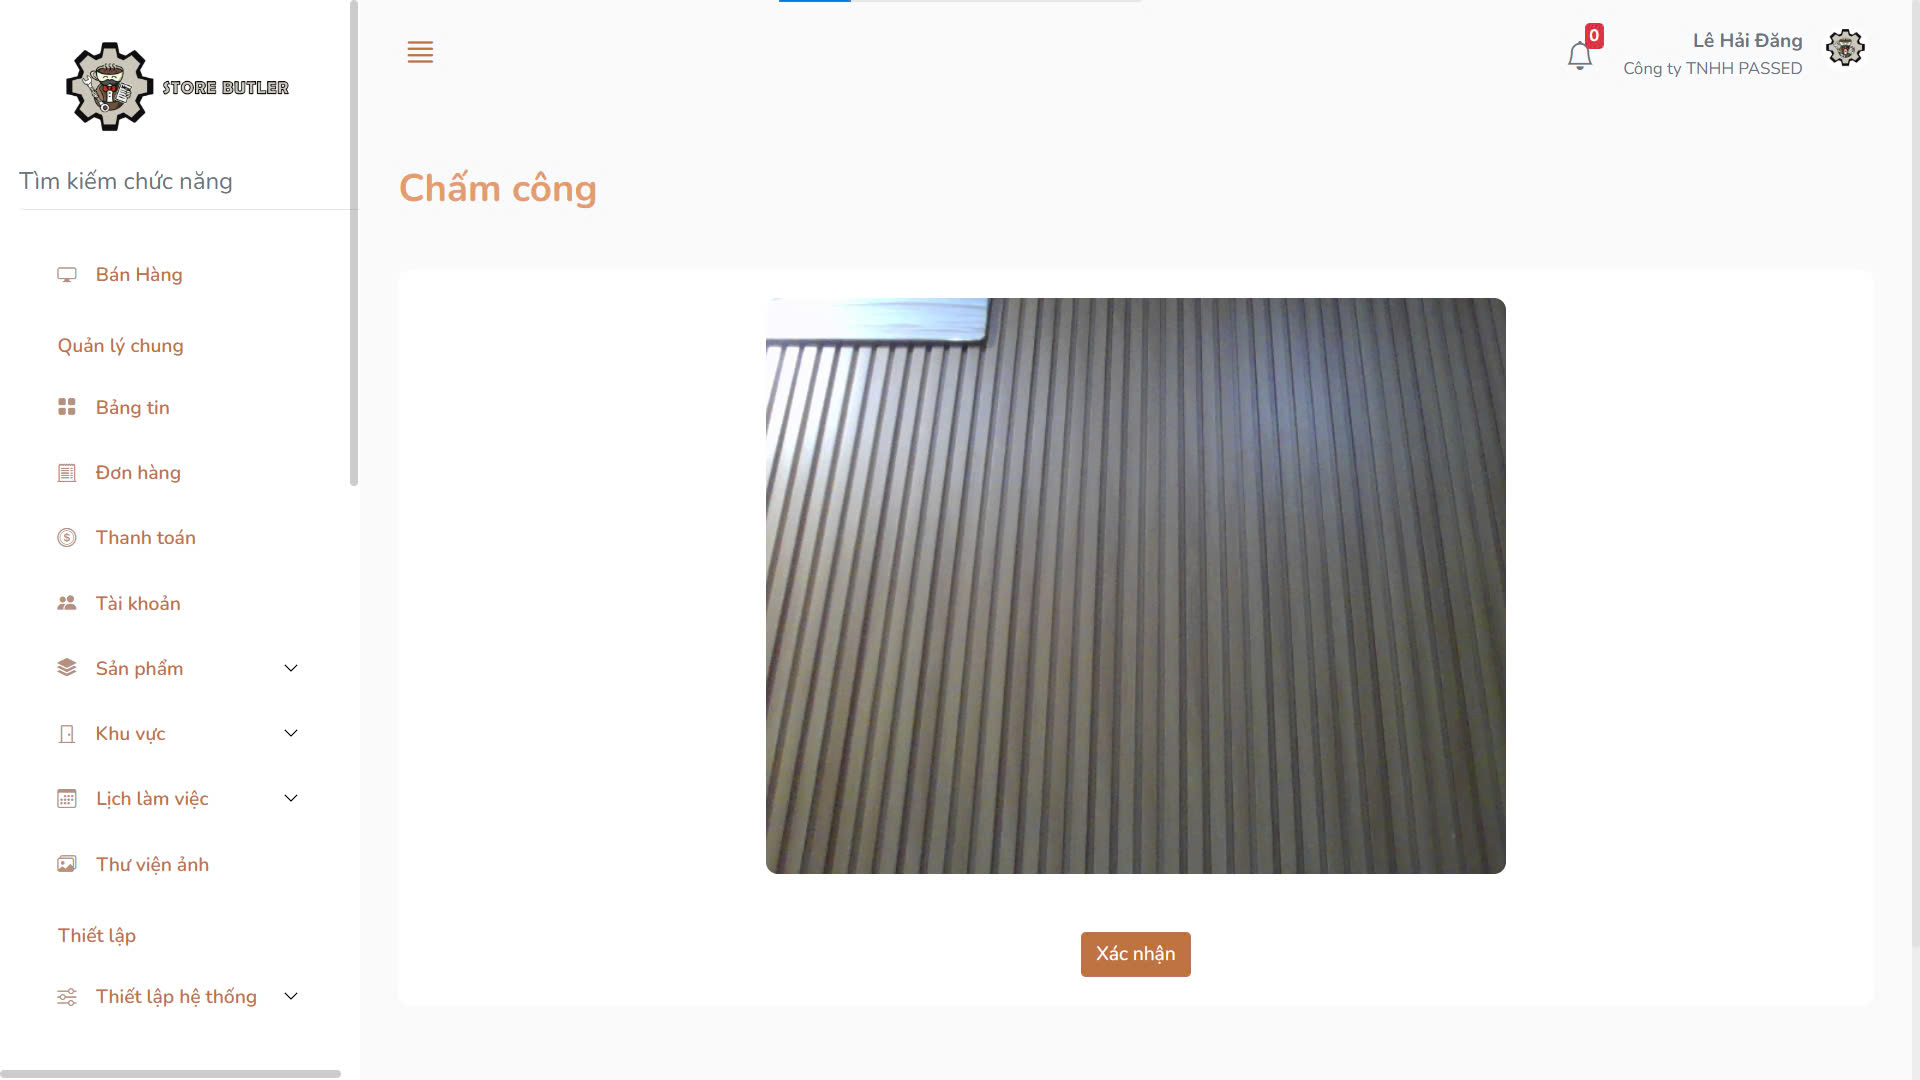 STORE BUTLER
Tìm kiếm chức năng
Bán Hàng
Quản lý chung
Bảng tin
Đơn hàng
Thanh toán
Tài khoản
Sản phẩm
Khu vực
Lịch làm việc
Thư viện ảnh
Thiết lập
Thiết lập hệ thống
0
Lê Hải Đăng
Công ty TNHH PASSED
Chấm công
Xác nhận